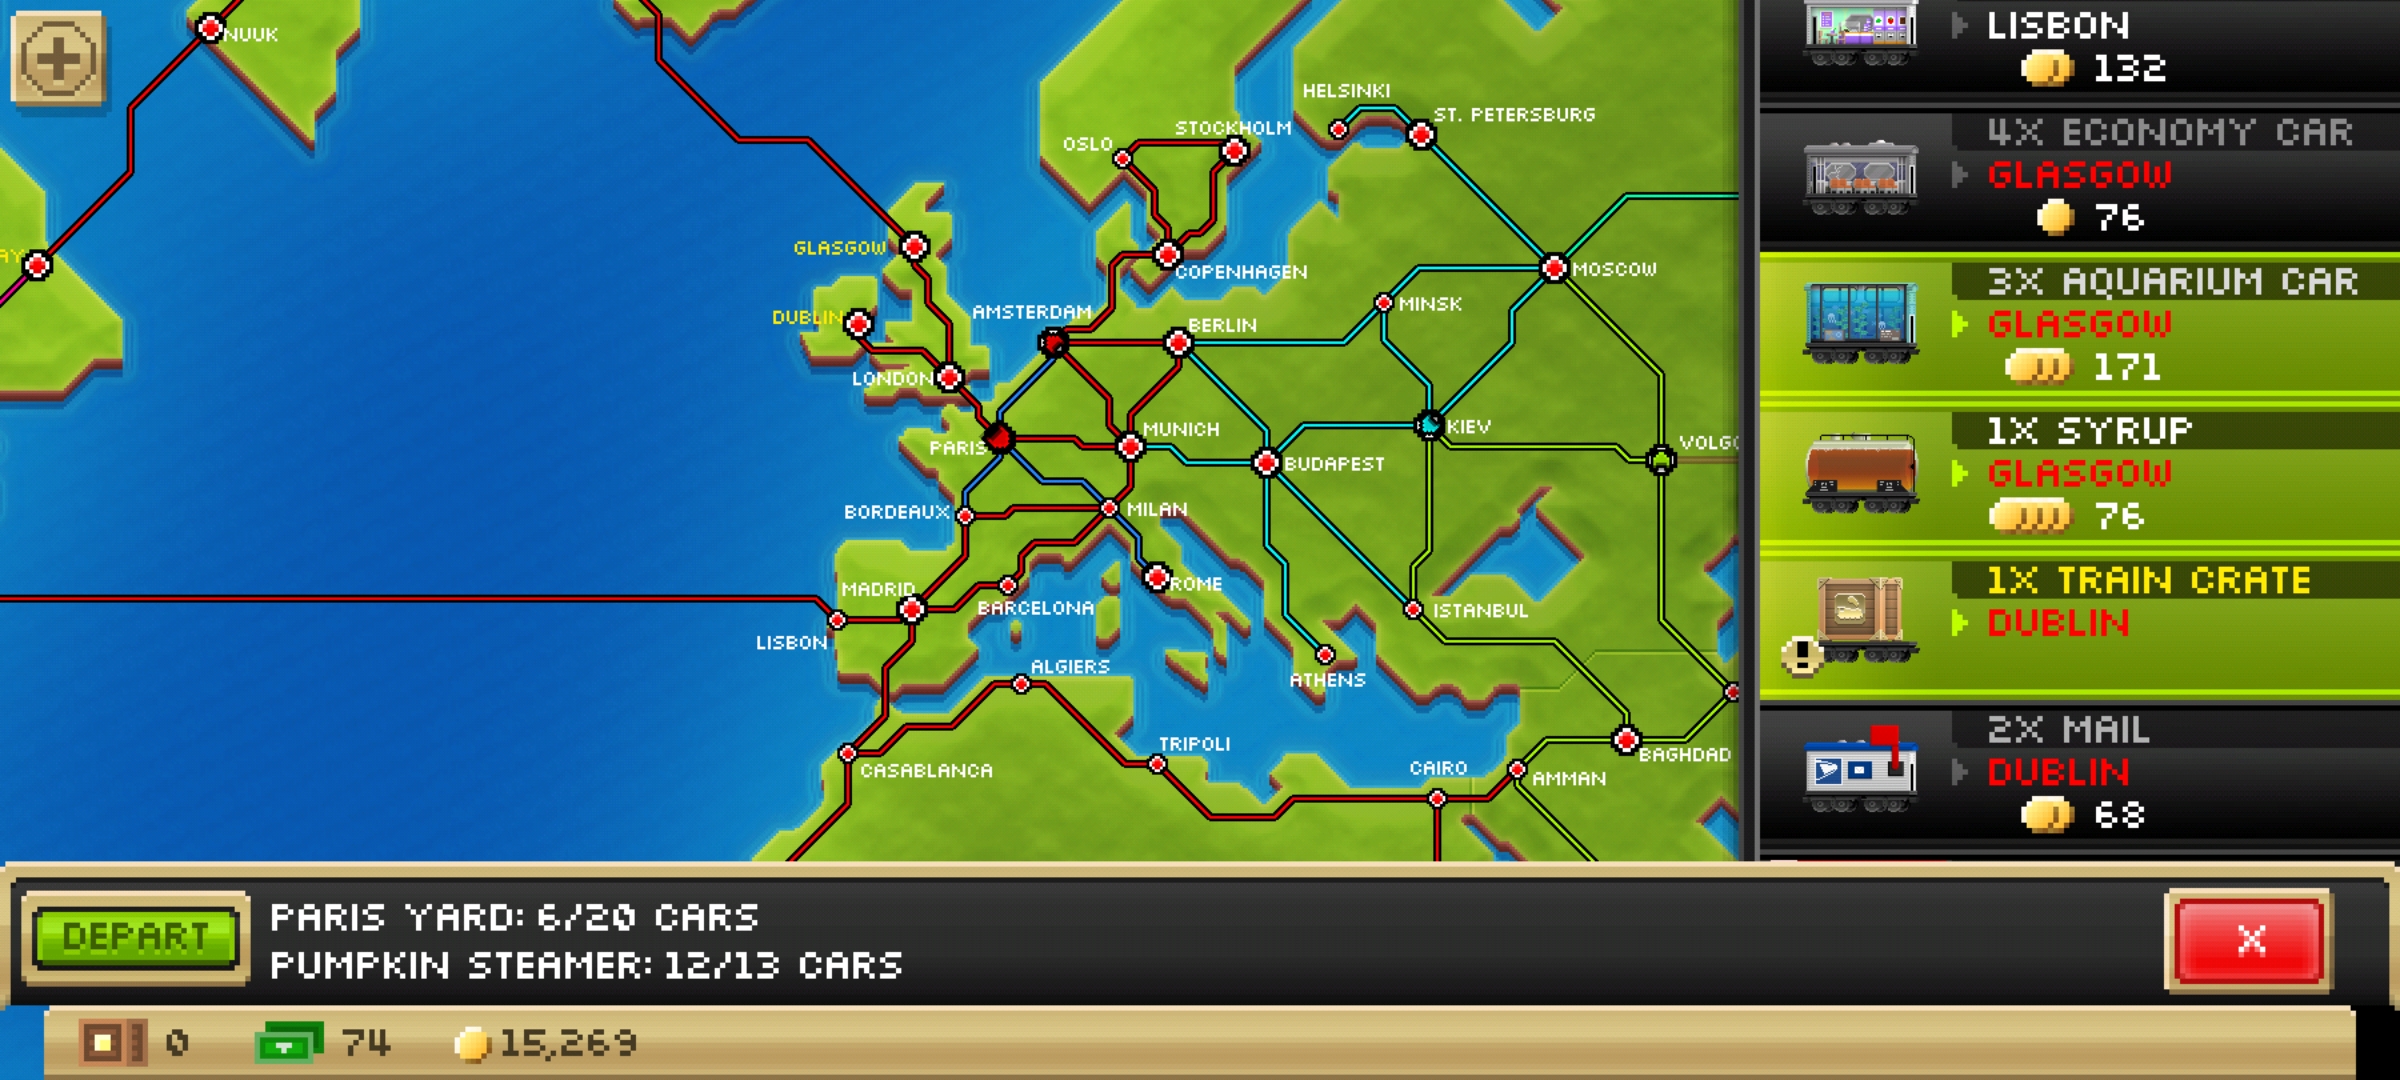 NUUK
HELSINKI
ST. PETERSBURG
OSLO
STOCKHOLM
GLASGOW
COPENHAGEN
MOSCOW
AY
DUBLIN
AMSTERDAM
BERLIN
MINSK
LONDON
PARIS
MUNICH
KIEV
VOLGO
BUDAPEST
BORDEAUX
MILAN
MADRID
ROME
BARCELONA
ISTANBUL
LISBON
ALGIERS
ATHENS
TRIPOLI
CASABLANCA
CAIRO
AMMAN
BAGHDAD
LISBON
132
4X ECONOMY CAR
GLASGOW
76
3X AQUARIUM CAR
GLASGOW
171
1X SYRUP
GLASGOW
76
1X TRAIN CRATE
DUBLIN
!
2X MAIL
DUBLIN
68
DEPART
PARIS YARD: 6/20 CARS
PUMPKIN STEAMER: 12/13 CARS
X
0
74
15,269